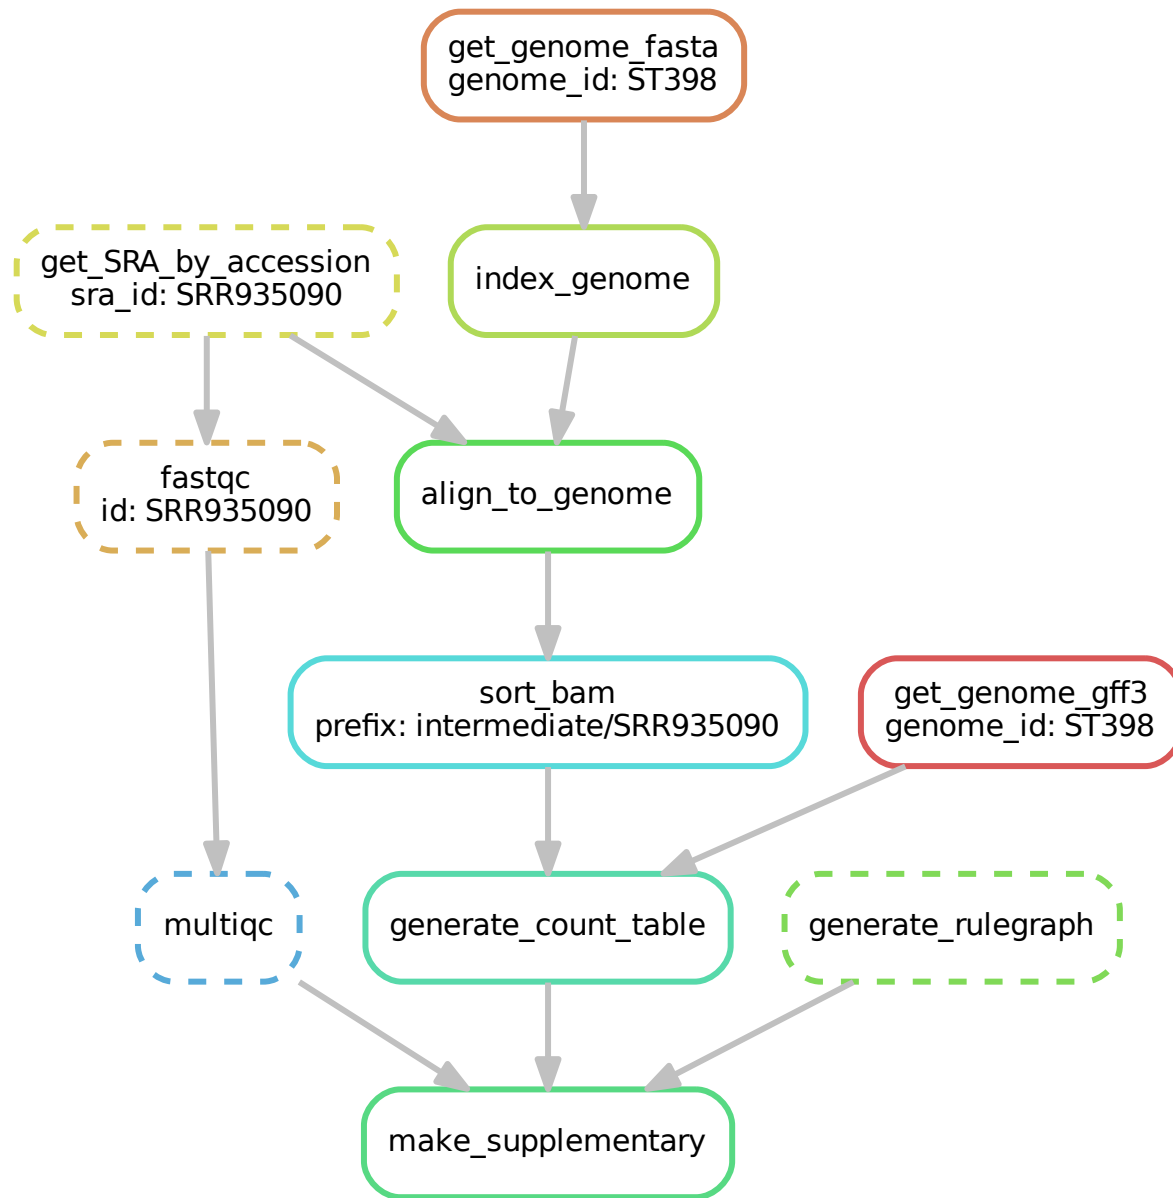 get_genome_fasta
genome_id: ST398
get_SRA_by_accession
sra_id: SRR935090
index_genome
fastqc
id: SRR935090
align_to_genome
sort_bam
prefix: intermediate/SRR935090
get_genome_gff3
genome_id: ST398
multiqc
generate_count_table
generate_rulegraph
make_supplementary